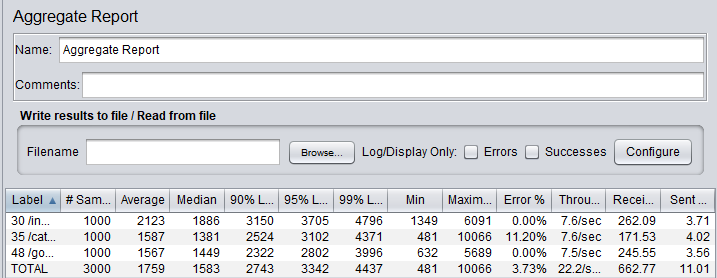 Aggregate Report
Name: Aggregate Report
Comments:
Write results to file / Read from file
Filename Browse... Log/Display Only: Errors Successes Configure
Label # Sam... Average Median 90% L... 95% L... 99% L... Min Maxim... Error % Throu... Recei... Sent ...
30 /in... 1000 2123 1886 3150 3705 4796 1349 6091 0.00% 7.6/sec 262.09 3.71
35 /cat... 1000 1587 1381 2524 3102 4371 481 10066 11.20% 7.6/sec 171.53 4.02
48 /go... 1000 1567 1449 2322 2802 3996 632 5689 0.00% 7.5/sec 245.55 3.56
TOTAL 3000 1759 1583 2743 3342 4437 481 10066 3.73% 22.2/s... 662.77 11.01